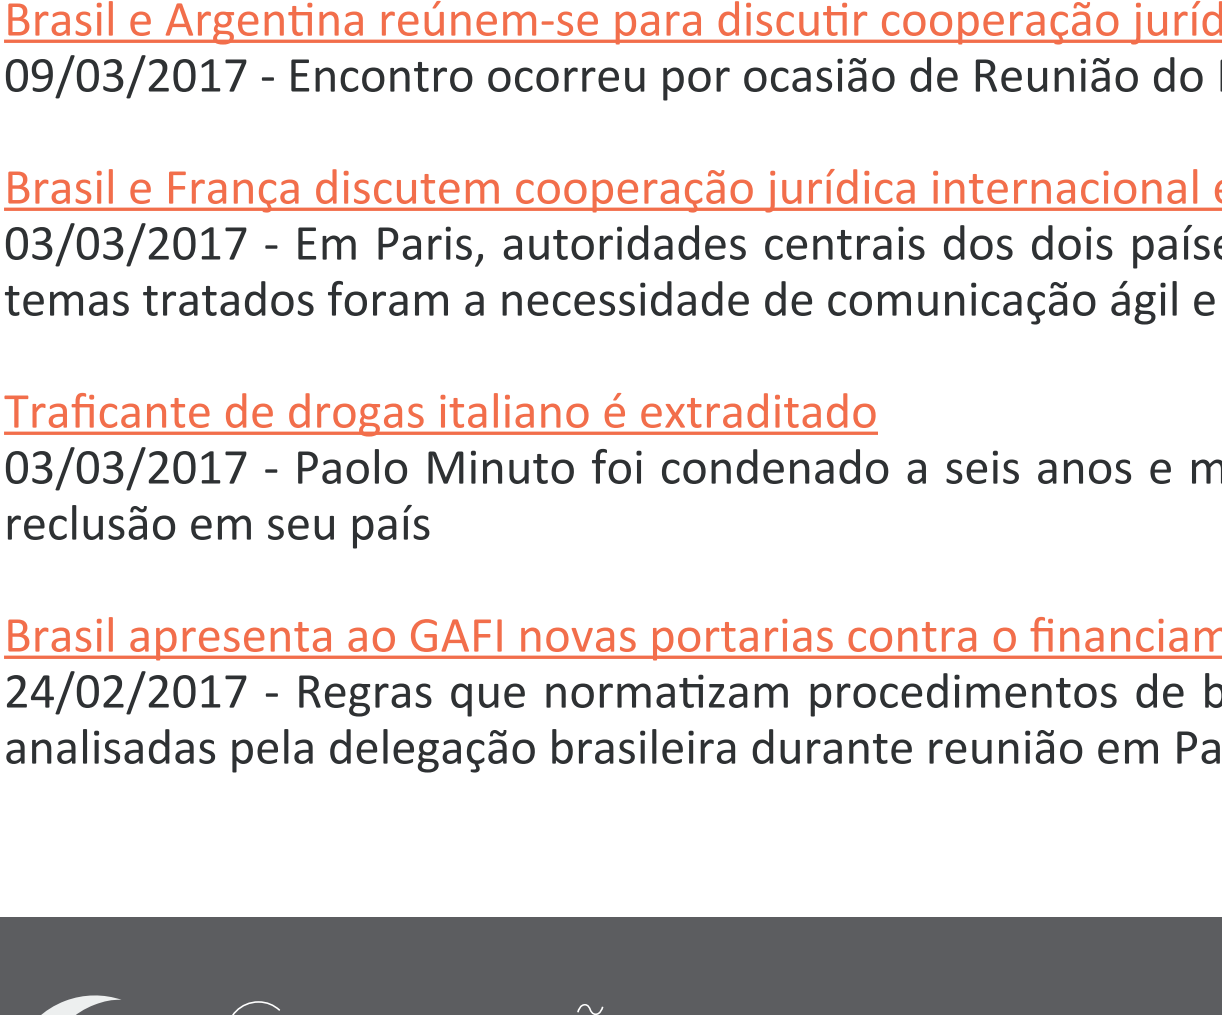 Brasil e Argentina reúnem-se para discutir cooperação
09/03/2017 - Encontro ocorreu por ocasião de Reunião do
Brasil e França discutem cooperação jurídica internacional
03/03/2017 - Em Paris, autoridades centrais dos dois
temas tratados foram a necessidade de comunicação ágil e
Traficante de drogas italiano é extraditado
03/03/2017 - Paolo Minuto foi condenado a seis anos e
reclusão em seu país
Brasil apresenta ao GAFI novas portarias contra o
24/02/2017 - Regras que normatizam procedimentos de
analisadas pela delegação brasileira durante reunião em